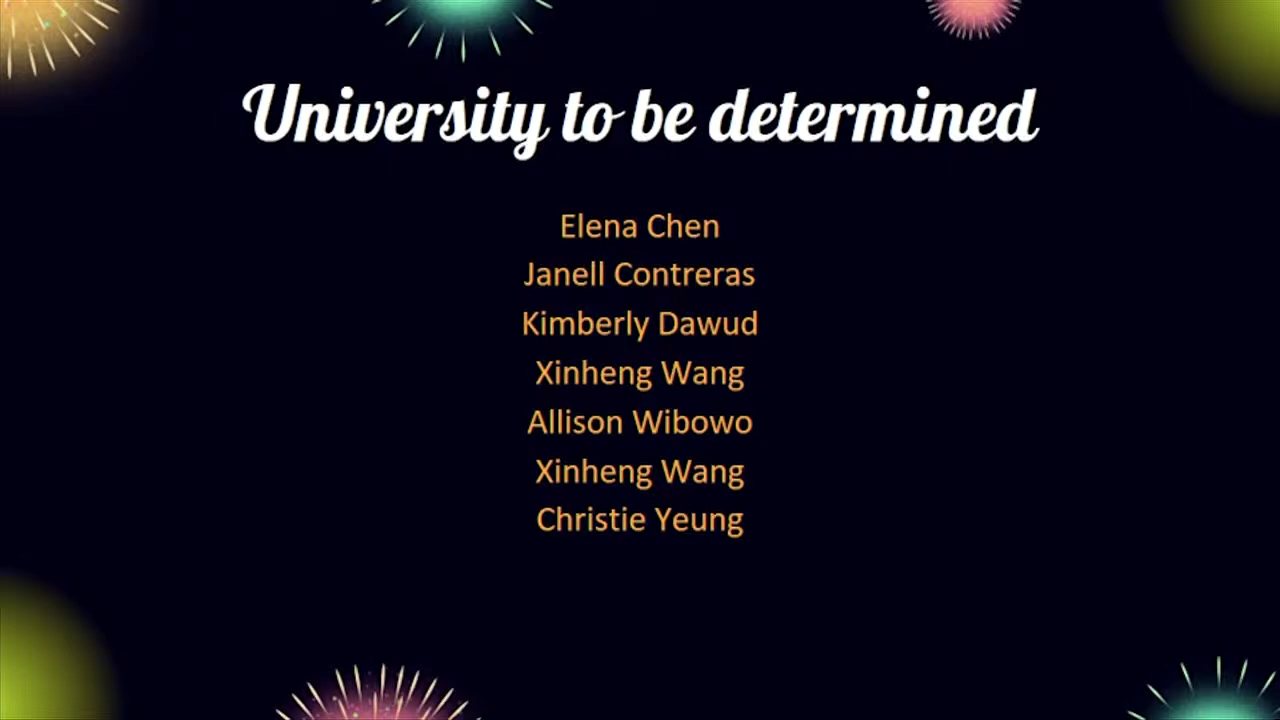 University to be determined
Elena Chen
Janell Contreras
Kimberly Dawud
Xinheng Wang
Allison Wibowo
Xinheng Wang
Christie Yeung